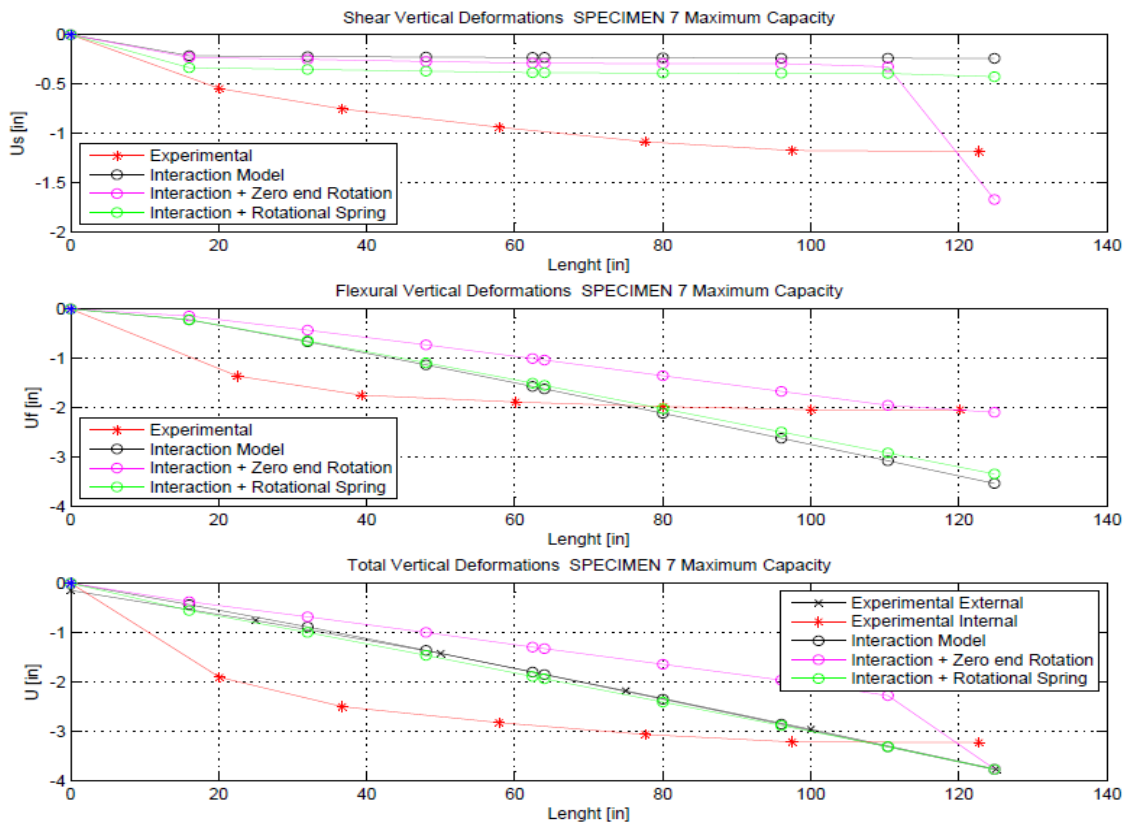 Shear Vertical Deformations SPECIMEN 7 Maximum Capacity
0
-0.5
-1
-1.5
-2
Us [in]
Experimental
Interaction Model
Interaction + Zero end Rotation
Interaction + Rotational Spring
0 20 40 60 80 100 120 140
Lenght [in]
Flexural Vertical Deformations SPECIMEN 7 Maximum Capacity
0
-1
-2
-3
-4
Uf [in]
Experimental
Interaction Model
Interaction + Zero end Rotation
Interaction + Rotational Spring
0 20 40 60 80 100 120 140
Lenght [in]
Total Vertical Deformations SPECIMEN 7 Maximum Capacity
0
-1
-2
-3
-4
U [in]
Experimental External
Experimental Internal
Interaction Model
Interaction + Zero end Rotation
Interaction + Rotational Spring
0 20 40 60 80 100 120 140
Lenght [in]